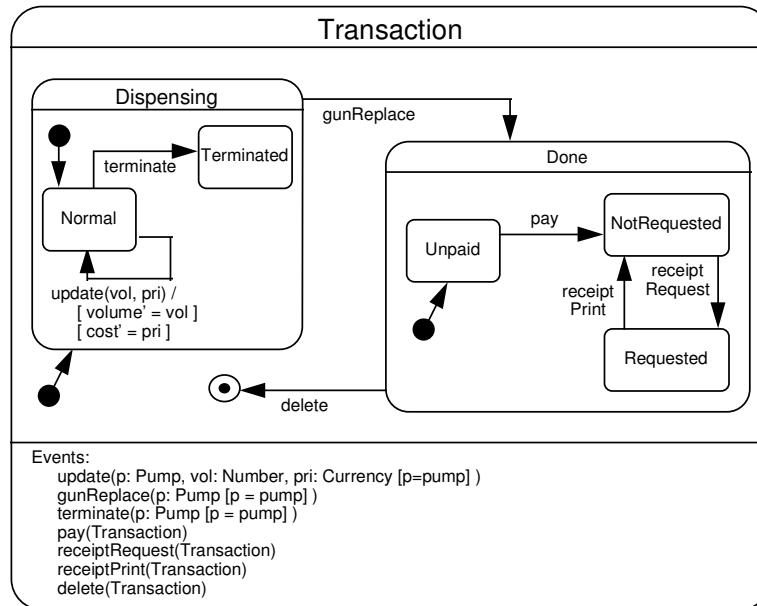 Transaction
Dispensing
gunReplace
Terminated
terminate
Normal
update(vol, pri) /
[ volume' = vol ]
[ cost' = pri ]
Done
Unpaid
pay
NotRequested
receipt
Print
receipt
Request
Requested
delete
Events:
update(p: Pump, vol: Number, pri: Currency [p=pump] )
gunReplace(p: Pump [p = pump] )
terminate(p: Pump [p = pump] )
pay(Transaction)
receiptRequest(Transaction)
receiptPrint(Transaction)
delete(Transaction)